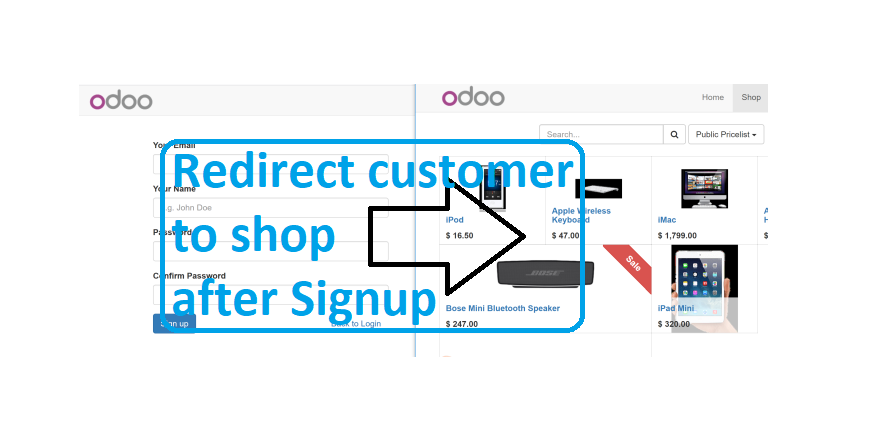 odoo
Your Email
Your Name
e.g. John Doe
Password
Confirm Password
Sign up
Back to Login
Redirect customer
to shop
after Signup
odoo
Home
Shop
Search...
Public Pricelist
iPod
$ 16.50
Apple Wireless
Keyboard
$ 47.00
iMac
$ 1,799.00
A
H
$
BOSE
Sale
Bose Mini Bluetooth Speaker
$ 247.00
iPad Mini
$ 320.00